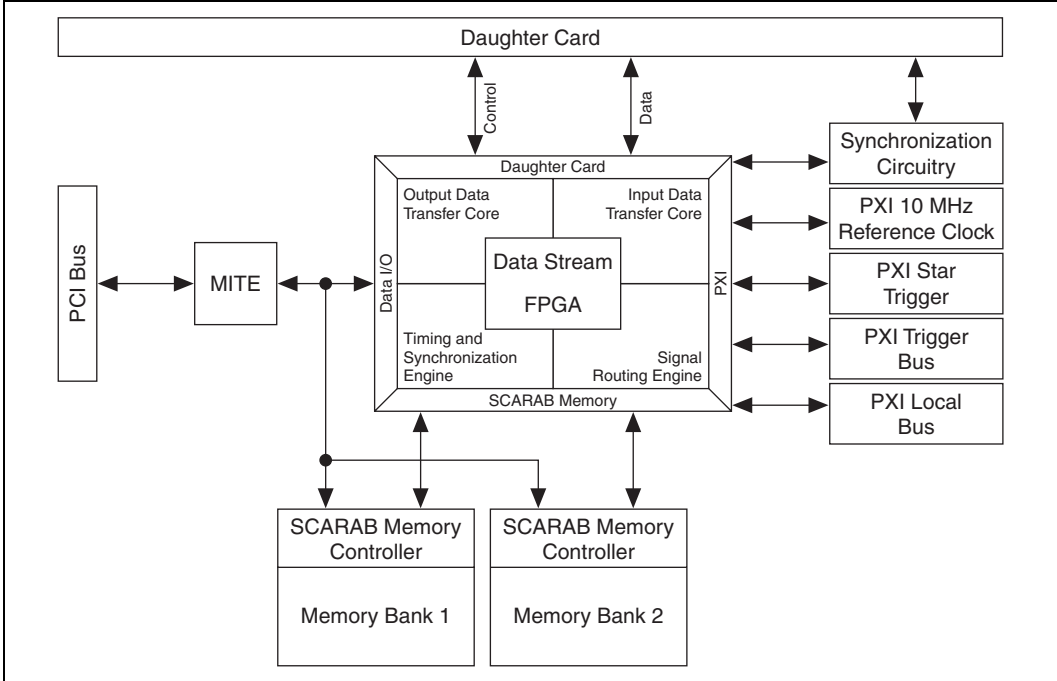 Daughter Card
Control
Data
Synchronization
Circuitry
Daughter Card
Output Data
Transfer Core
Input Data
Transfer Core
PXI 10 MHz
Reference Clock
PCI Bus
MITE
Data I/O
Data Stream
FPGA
PXI
PXI Star
Trigger
Timing and
Synchronization
Engine
Signal
Routing Engine
PXI Trigger
Bus
SCARAB Memory
PXI Local
Bus
SCARAB Memory
Controller
Memory Bank 1
SCARAB Memory
Controller
Memory Bank 2